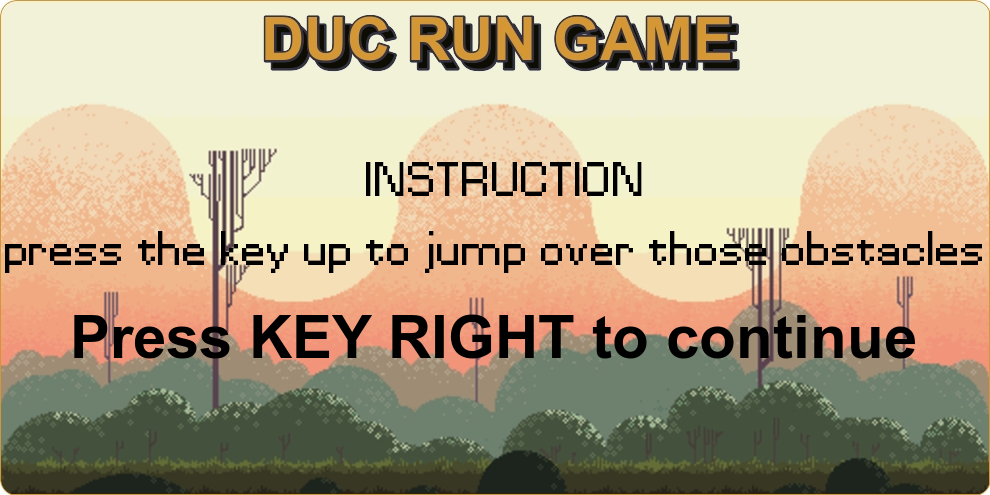 DUC RUN GAME
INSTRUCTION
press the key up to jump over those obstacles
Press KEY RIGHT to continue